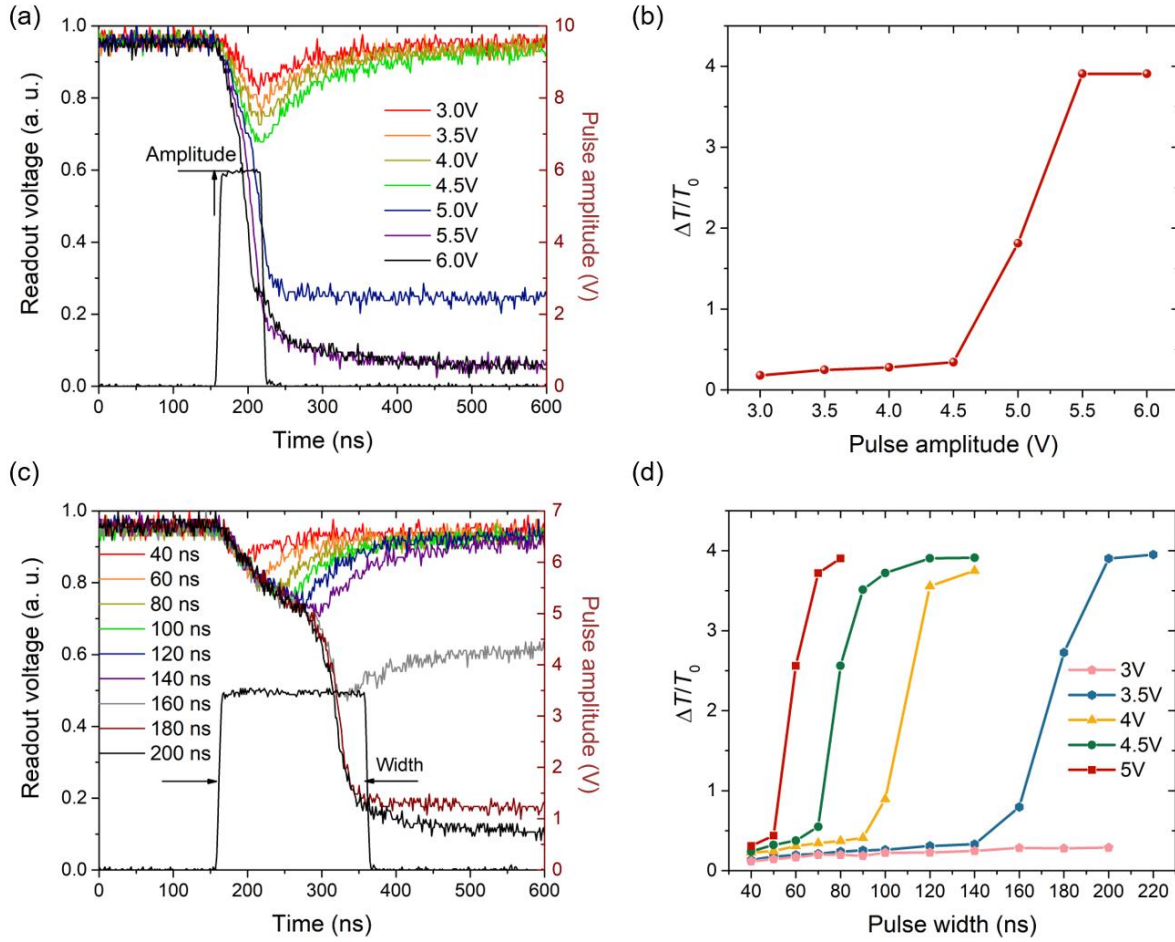 (a)
1.0
0.8
0.6
0.4
0.2
0.0
Readout voltage (a. u.)
Amplitude
3.0V
3.5V
4.0V
4.5V
5.0V
5.5V
6.0V
10
8
6
4
2
0
Pulse amplitude (V)
0 100 200 300 400 500 600
Time (ns)
(b)
4
3
2
1
0
ΔT/T₀
3.0 3.5 4.0 4.5 5.0 5.5 6.0
Pulse amplitude (V)
(c)
1.0
0.8
0.6
0.4
0.2
0.0
Readout voltage (a. u.)
40 ns
60 ns
80 ns
100 ns
120 ns
140 ns
160 ns
180 ns
200 ns
Width
7
6
5
4
3
2
1
0
Pulse amplitude (V)
0 100 200 300 400 500 600
Time (ns)
(d)
4
3
2
1
0
ΔT/T₀
3V
3.5V
4V
4.5V
5V
40 60 80 100 120 140 160 180 200 220
Pulse width (ns)